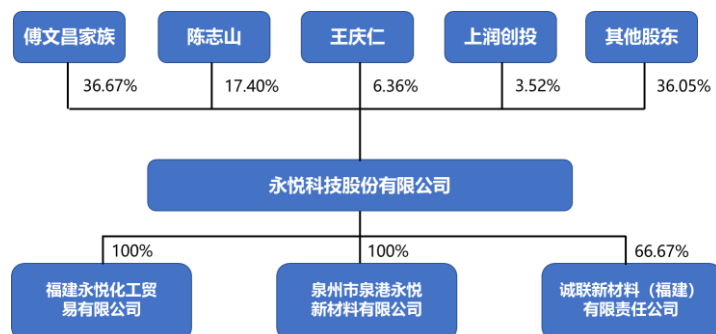 傅文昌家族
陈志山
王庆仁
上润创投
其他股东
36.67%
17.40%
6.36%
3.52%
36.05%
永悦科技股份有限公司
100%
100%
66.67%
福建永悦化工贸
易有限公司
泉州市泉港永悦
新材料有限公司
诚联新材料（福建）
有限责任公司